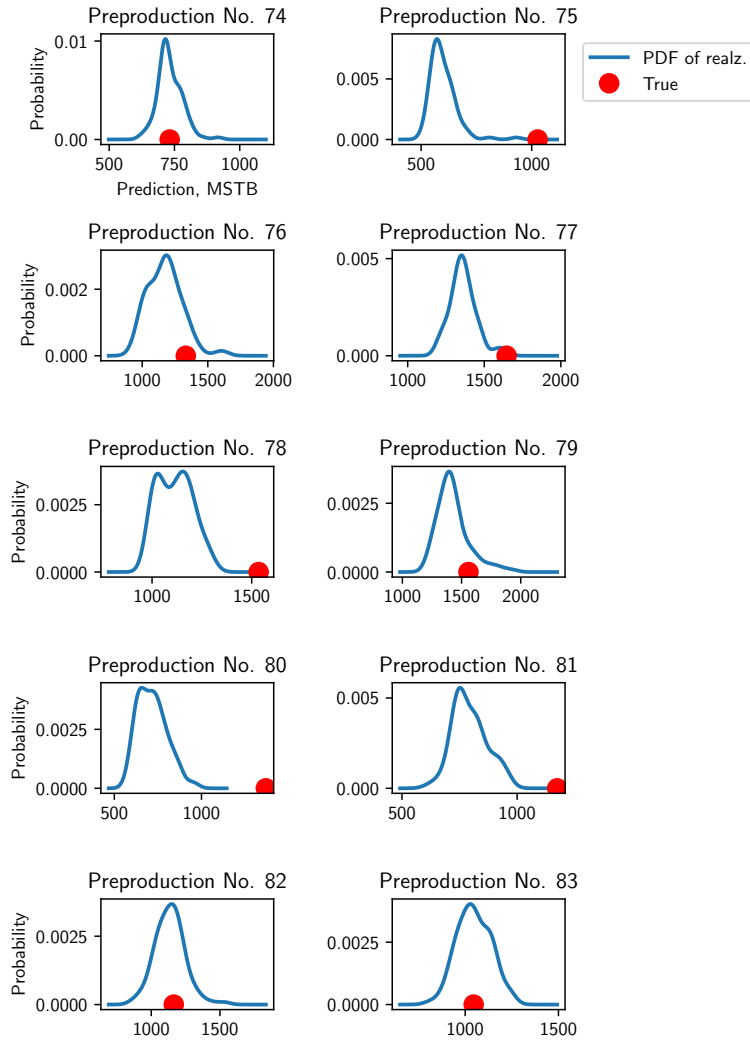 Preproduction No. 74
Probability
0.01
0.00
500 750 1000
Prediction, MSTB
Preproduction No. 75
0.005
0.000
500 1000
PDF of realz.
True
Preproduction No. 76
Probability
0.002
0.000
1000 1500 2000
Preproduction No. 77
0.005
0.000
1000 1500 2000
Preproduction No. 78
Probability
0.0025
0.0000
1000 1500
Preproduction No. 79
0.0025
0.0000
1000 1500 2000
Preproduction No. 80
Probability
0.0025
0.0000
500 1000
Preproduction No. 81
0.005
0.000
500 1000
Preproduction No. 82
Probability
0.0025
0.0000
1000 1500
Preproduction No. 83
0.0025
0.0000
1000 1500